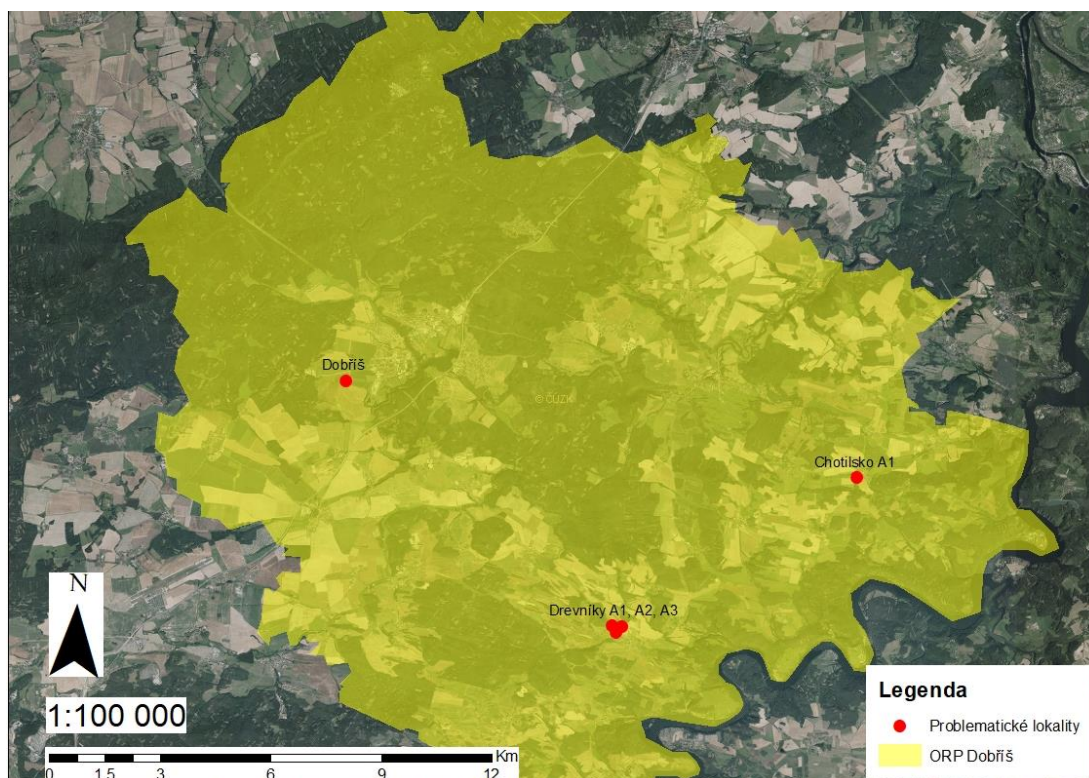 Dobříš
© ČÚZK
Chotilsko A1
Drevníky A1, A2, A3
N
1:100 000
Km
0 1,5 3 6 9 12
Legenda
Problematické lokality
ORP Dobříš